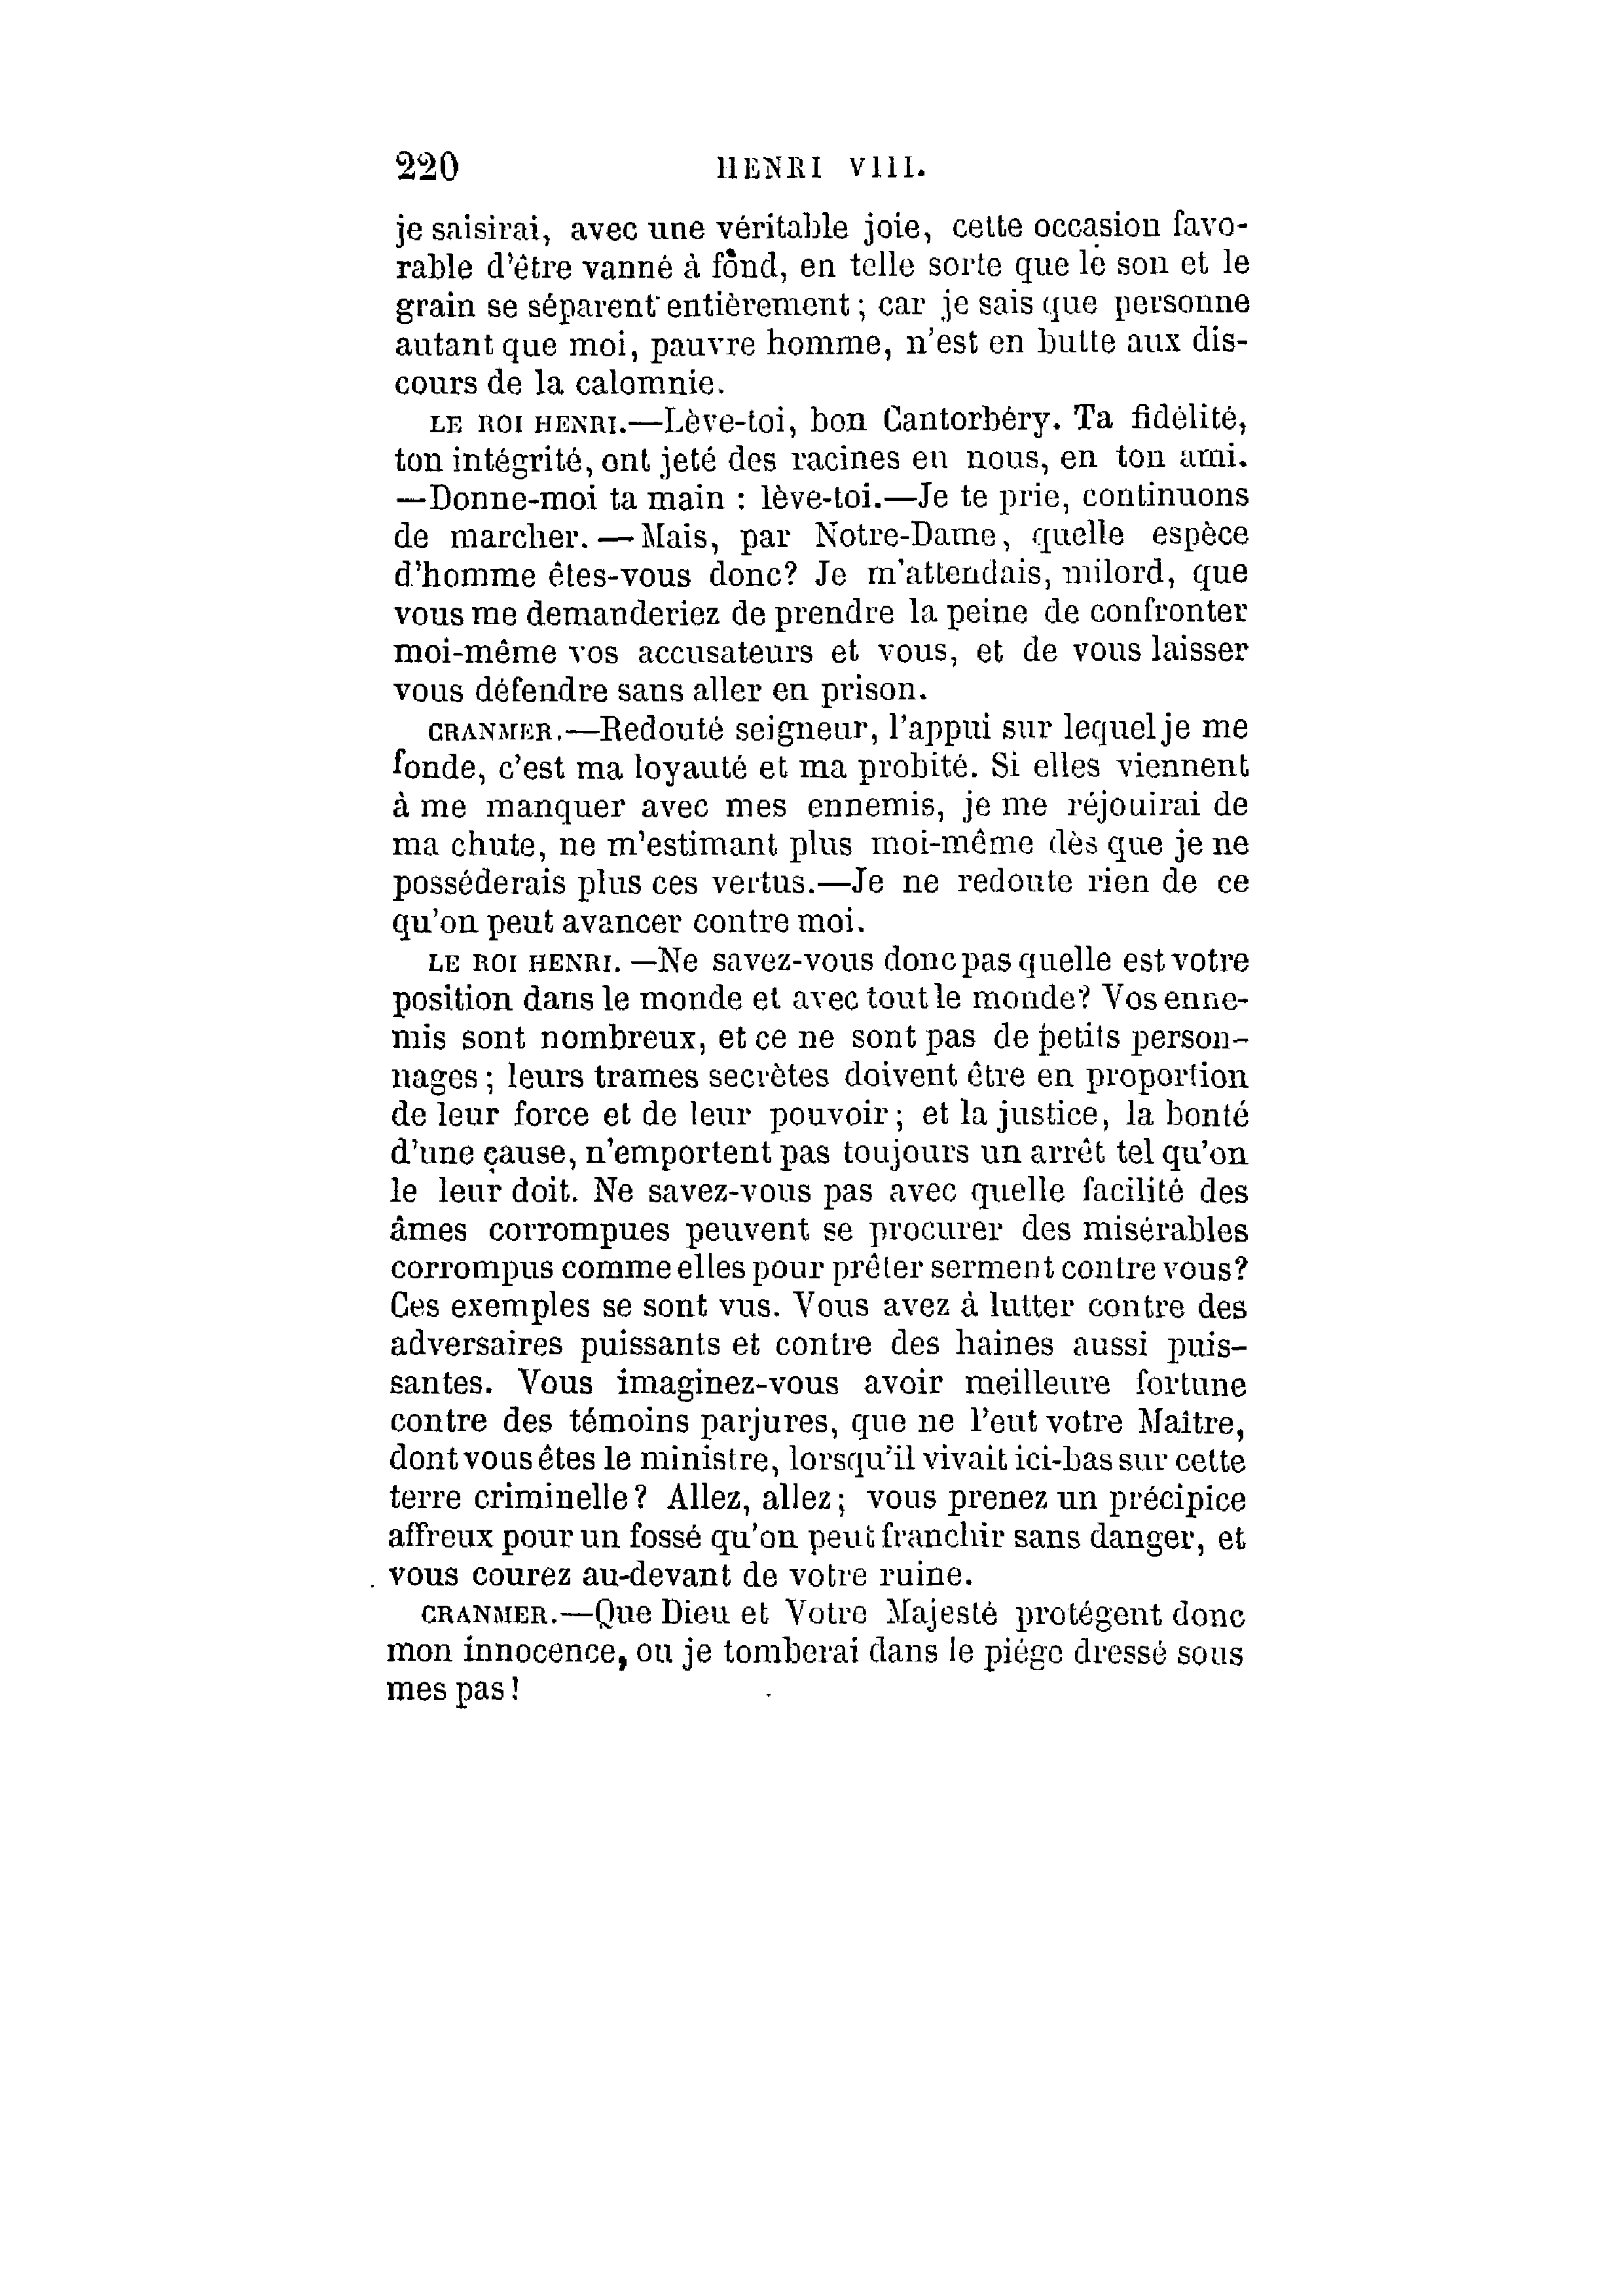 220 HENRI VIII.
je saisirai, avec une véritable joie, cette occasion favo-
rable d'être vanné à fond, en telle sorte que le son et le
grain se séparent entièrement ; car je sais que personne
autant que moi, pauvre homme, n'est en butte aux dis-
cours de la calomnie.
LE ROI HENRI.—Lève-toi, bon Cantorbéry. Ta fidélité,
ton intégrité, ont jeté des racines en nous, en ton ami.
—Donne-moi ta main : lève-toi.—Je te prie, continuons
de marcher.—Mais, par Notre-Dame, quelle espèce
d'homme êtes-vous donc? Je m'attendais, milord, que
vous me demanderiez de prendre la peine de confronter
moi-même vos accusateurs et vous, et de vous laisser
vous défendre sans aller en prison.
CRANMER.—Redouté seigneur, l'appui sur lequel je me
fonde, c'est ma loyauté et ma probité. Si elles viennent
à me manquer avec mes ennemis, je me réjouirai de
ma chute, ne m'estimant plus moi-même dès que je ne
posséderais plus ces vertus.—Je ne redoute rien de ce
qu'on peut avancer contre moi.
LE ROI HENRI. —Ne savez-vous donc pas quelle est votre
position dans le monde et avec tout le monde? Vos enne-
mis sont nombreux, et ce ne sont pas de petits person-
nages ; leurs trames secrètes doivent être en proportion
de leur force et de leur pouvoir ; et la justice, la bonté
d'une cause, n'emportent pas toujours un arrêt tel qu'on
le leur doit. Ne savez-vous pas avec quelle facilité des
âmes corrompues peuvent se procurer des misérables
corrompus comme elles pour prêter serment contre vous?
Ces exemples se sont vus. Vous avez à lutter contre des
adversaires puissants et contre des haines aussi puis-
santes. Vous imaginez-vous avoir meilleure fortune
contre des témoins parjures, que ne l'eut votre Maître,
dont vous êtes le ministre, lorsqu'il vivait ici-bas sur cette
terre criminelle? Allez, allez ; vous prenez un précipice
affreux pour un fossé qu'on peut franchir sans danger, et
vous courez au-devant de votre ruine.
CRANMER.—Que Dieu et Votre Majesté protégent donc
mon innocence, ou je tomberai dans le piége dressé sous
mes pas!